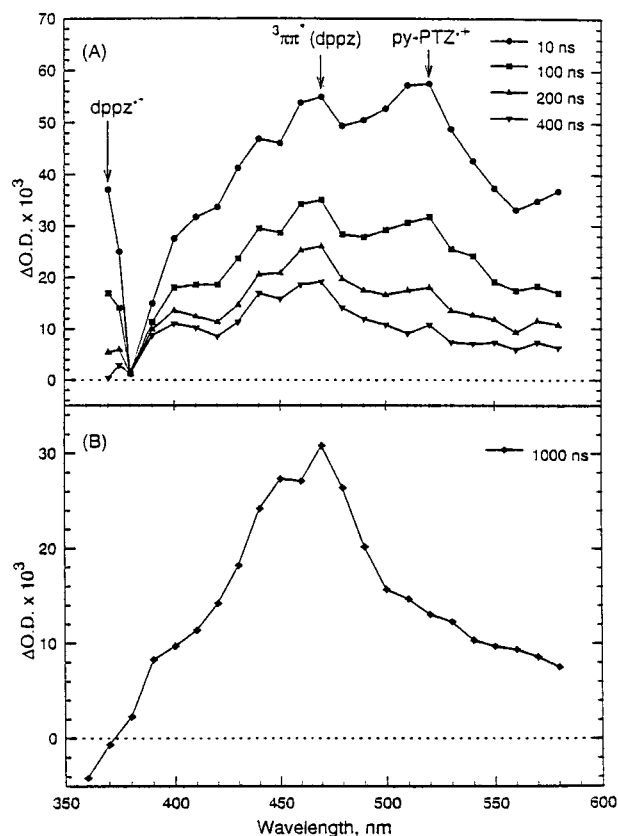 (A)
dppz•-
³ππ* (dppz)
py-PTZ•+
10 ns
100 ns
200 ns
400 ns
70
60
50
40
30
20
10
0
ΔO.D. x 10³
(B)
1000 ns
30
20
10
0
ΔO.D. x 10³
350 400 450 500 550 600
Wavelength, nm